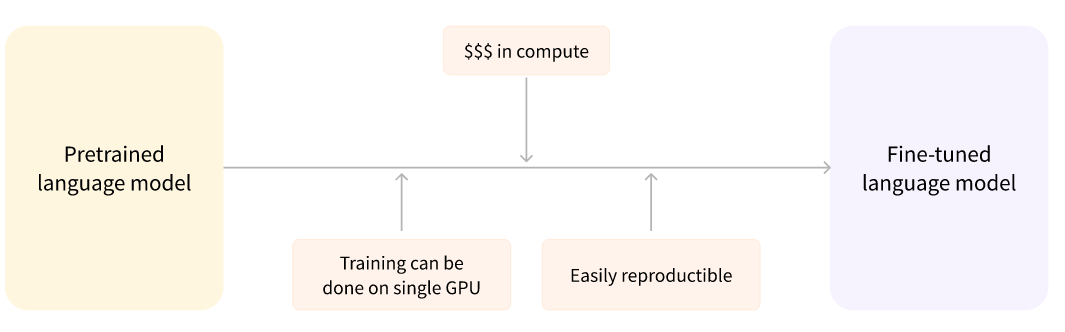 $$$ in compute
Pretrained
language model
Fine-tuned
language model
Training can be
done on single GPU
Easily reproductible